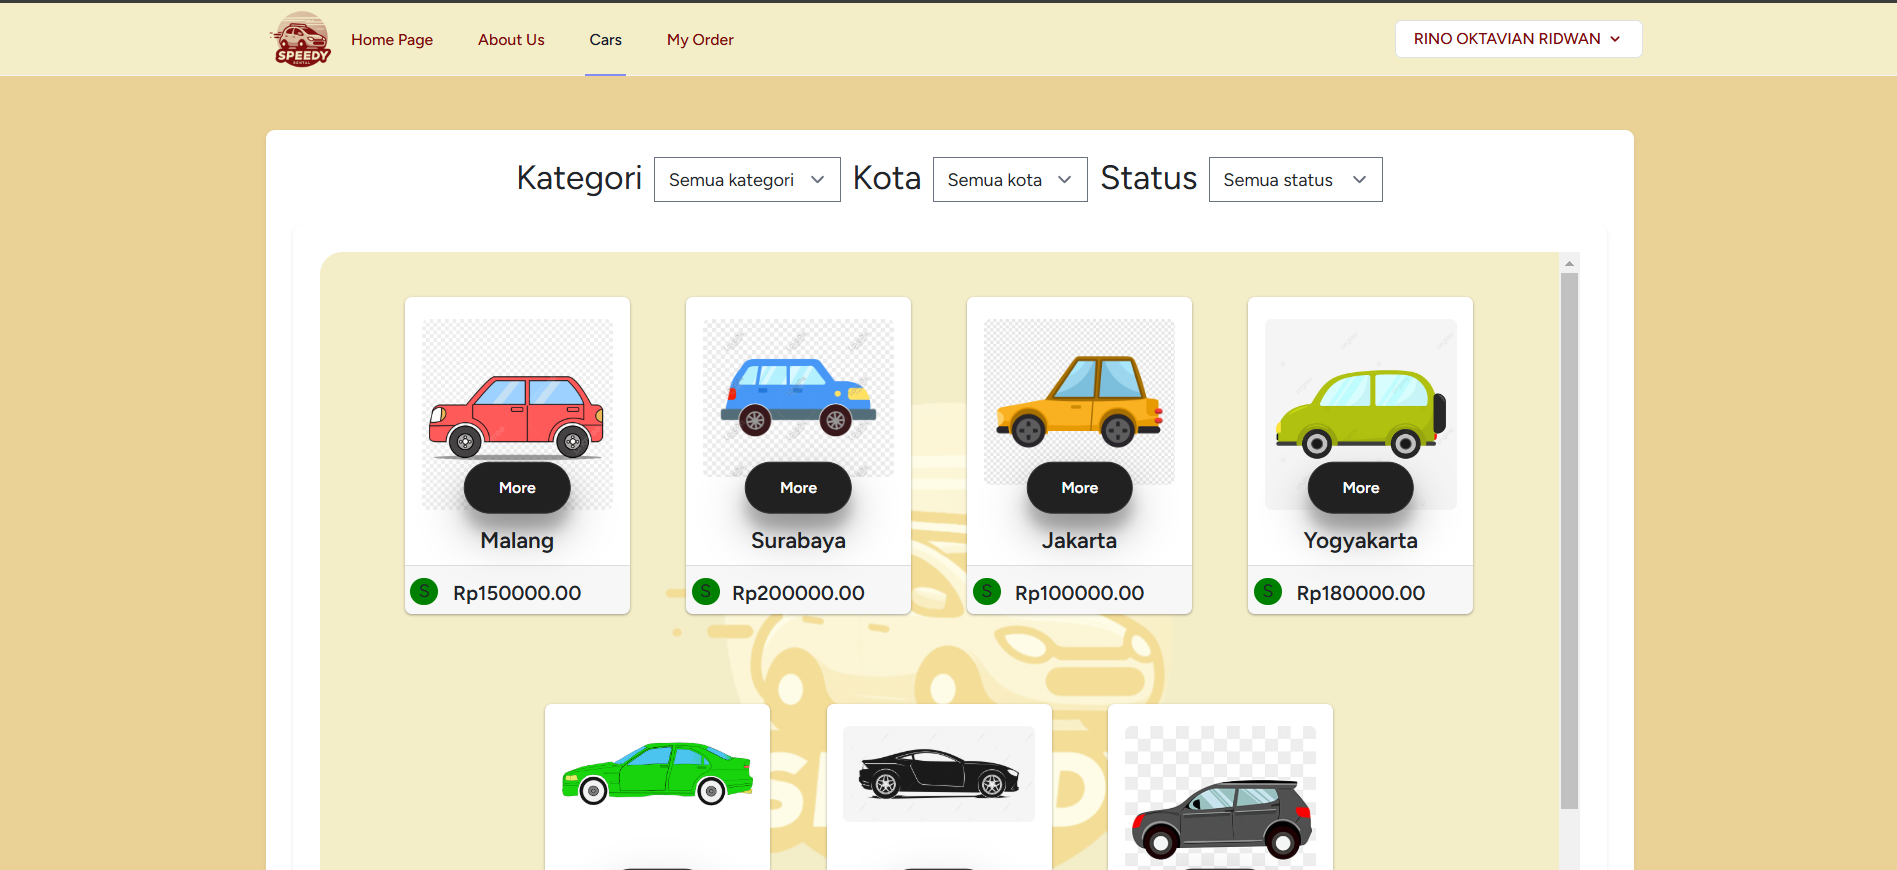 SPEEDY
RENTAL
Home Page
About Us
Cars
My Order
RINO OKTAVIAN RIDWAN
Kategori
Semua kategori
Kota
Semua kota
Status
Semua status
More
Malang
S Rp150000.00
More
Surabaya
S Rp200000.00
More
Jakarta
S Rp100000.00
More
Yogyakarta
S Rp180000.00